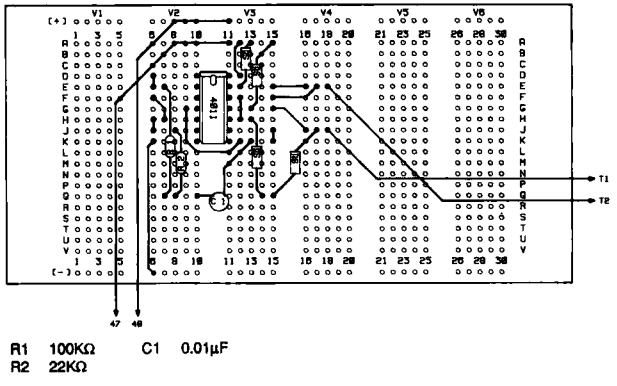 V1 V2 V3 V4 V5 V6
(+)
1 3 5 6 8 10 11 13 15 16 18 20 21 23 25 26 28 30
A A
B B
C C
D D
E E
F F
G G
H H
J J
K K
L L
M M
N N
P P
Q Q
R R
S S
T T
U U
V V
4011
C1
T1
T2
1 3 5 6 8 10 11 13 15 16 18 20 21 23 25 26 28 30
(-)
47 48
R1 100KΩ C1 0.01µF
R2 22KΩ